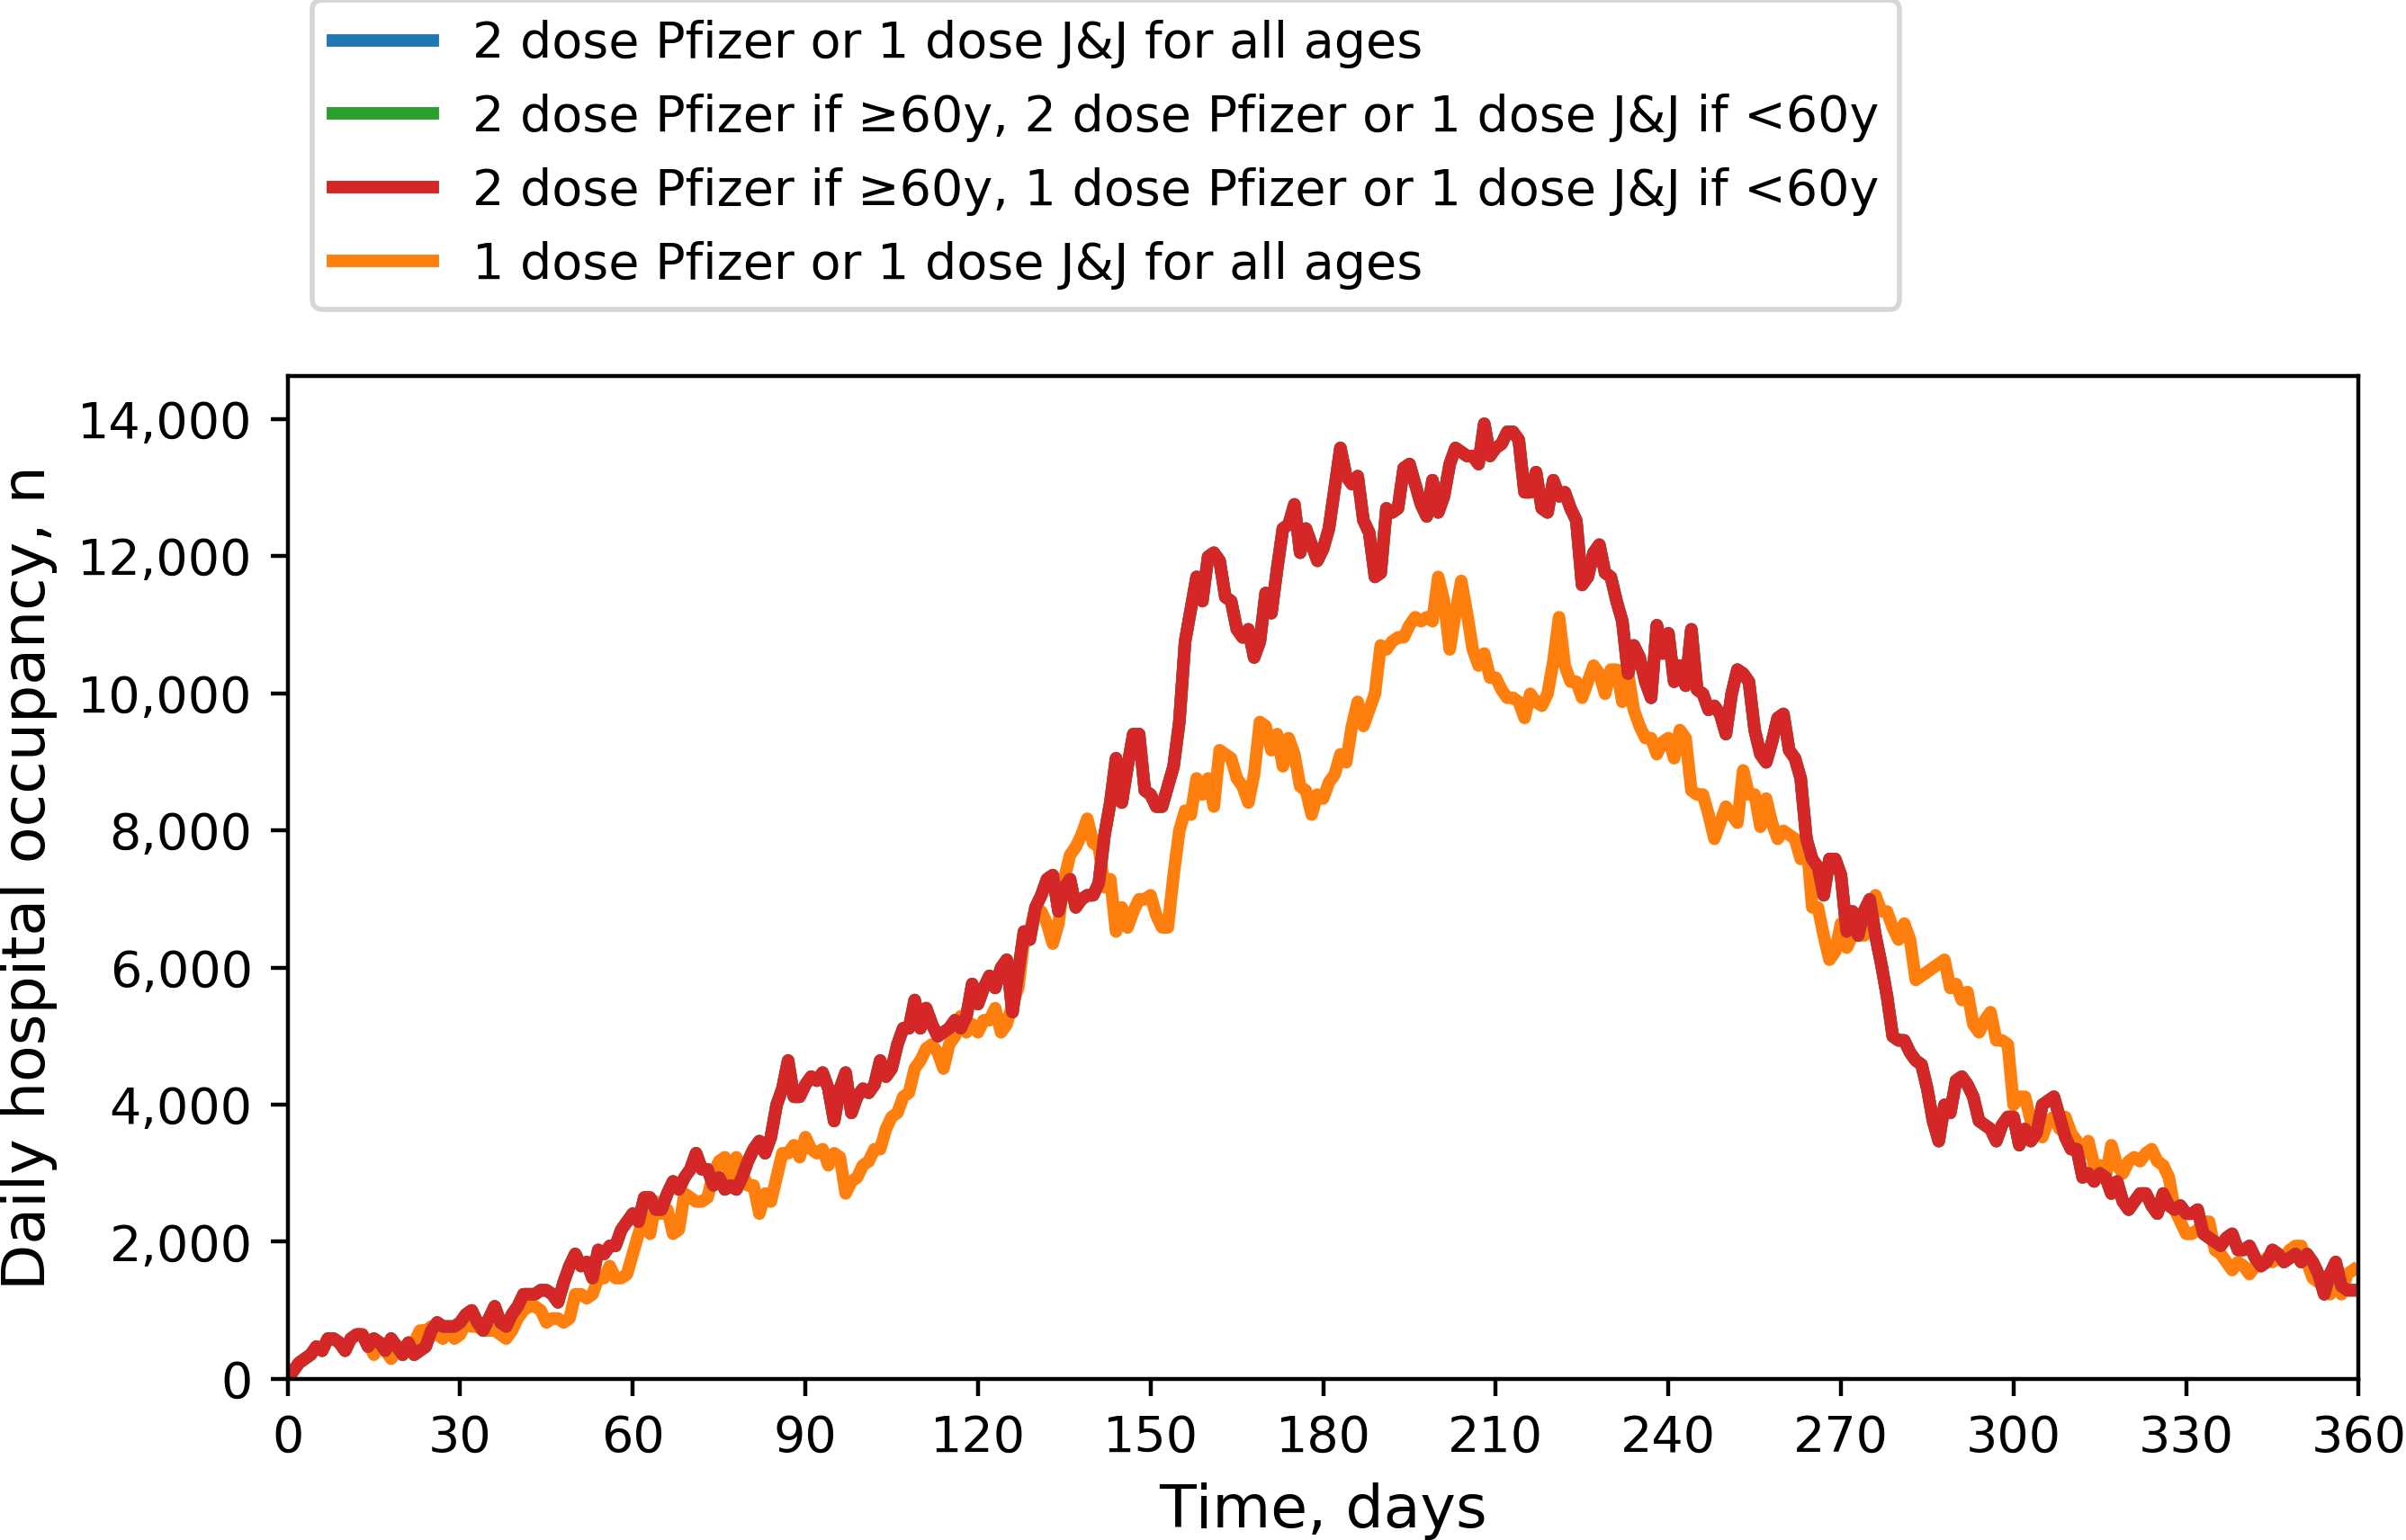 2 dose Pfizer or 1 dose J&J for all ages
2 dose Pfizer if ≥60y, 2 dose Pfizer or 1 dose J&J if <60y
2 dose Pfizer if ≥60y, 1 dose Pfizer or 1 dose J&J if <60y
1 dose Pfizer or 1 dose J&J for all ages
Daily hospital occupancy, n
14,000
12,000
10,000
8,000
6,000
4,000
2,000
0
0 30 60 90 120 150 180 210 240 270 300 330 360
Time, days